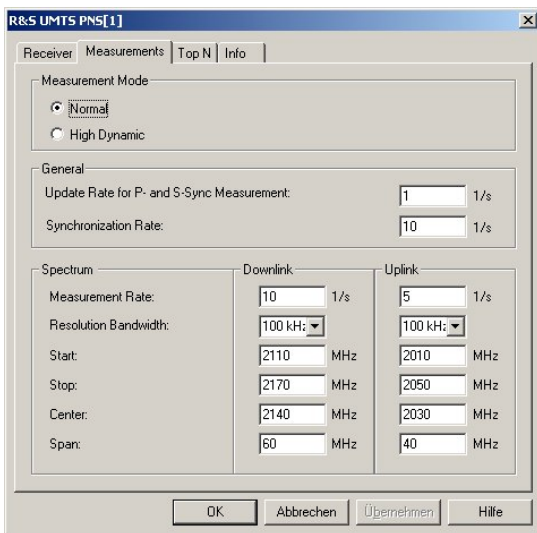 R&S UMTS PNS[1]
Receiver Measurements Top N Info
Measurement Mode
Normal
High Dynamic
General
Update Rate for P- and S-Sync Measurement: 1 1/s
Synchronization Rate: 10 1/s
Spectrum Downlink Uplink
Measurement Rate: 10 1/s 5 1/s
Resolution Bandwidth: 100 kHz 100 kHz
Start: 2110 MHz 2010 MHz
Stop: 2170 MHz 2050 MHz
Center: 2140 MHz 2030 MHz
Span: 60 MHz 40 MHz
OK Abbrechen Übernehmen Hilfe